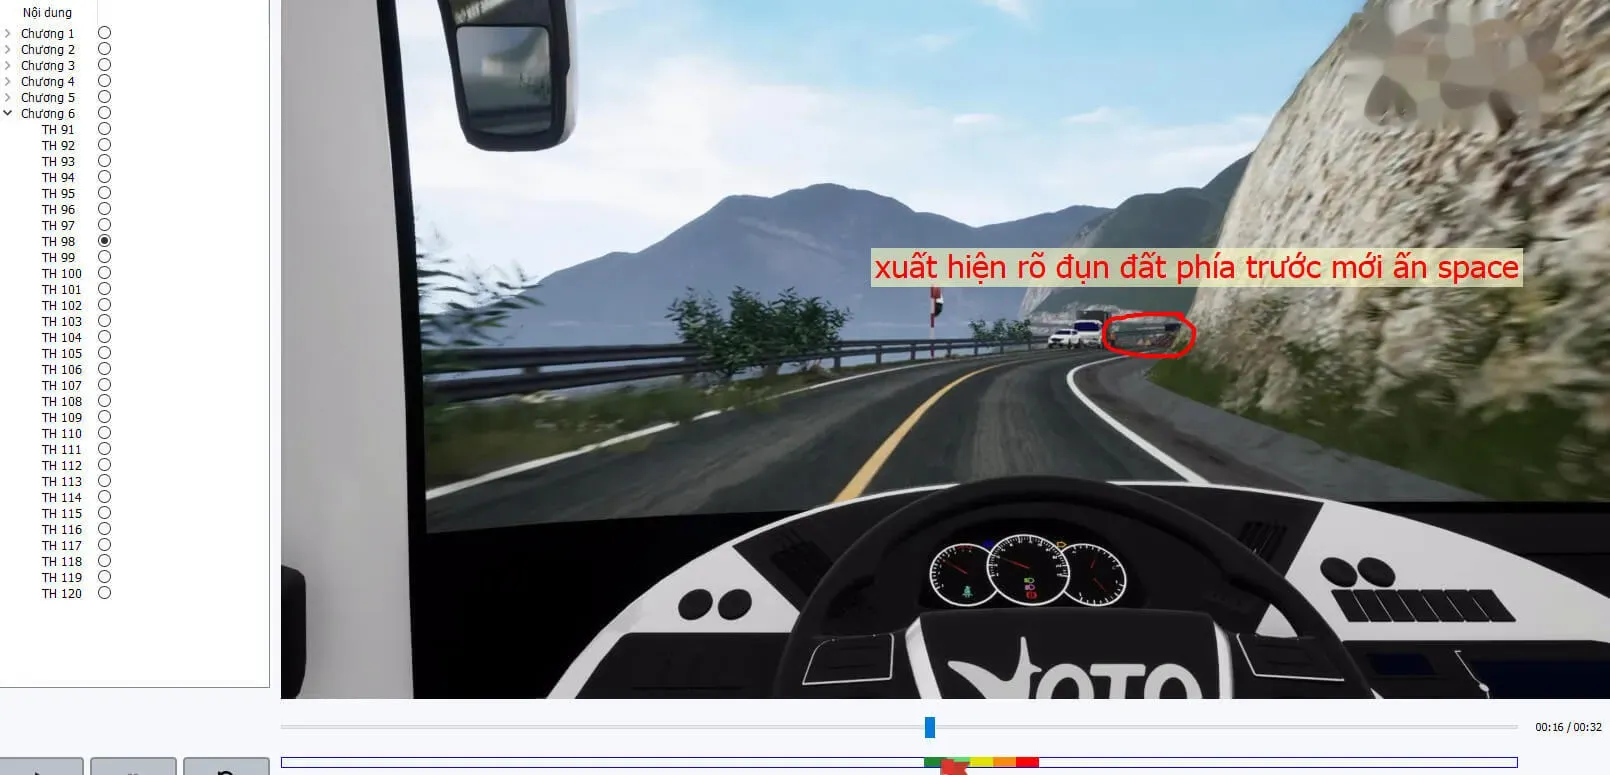 Nội dung
Chương 1
Chương 2
Chương 3
Chương 4
Chương 5
Chương 6
TH 91
TH 92
TH 93
TH 94
TH 95
TH 96
TH 97
TH 98
TH 99
TH 100
TH 101
TH 102
TH 103
TH 104
TH 105
TH 106
TH 107
TH 108
TH 109
TH 110
TH 111
TH 112
TH 113
TH 114
TH 115
TH 116
TH 117
TH 118
TH 119
TH 120
xuất hiện rõ đụn đất phía trước mới ấn space
OTO
00:16 / 00:32